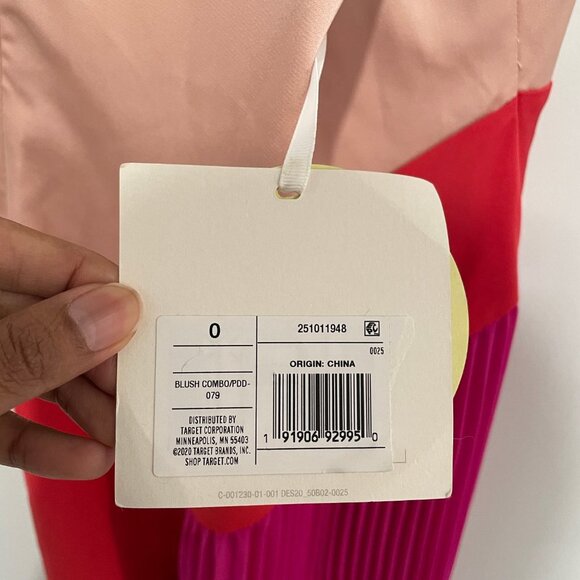 0
251011948
0025
BLUSH COMBO/PDD-
079
ORIGIN: CHINA
DISTRIBUTED BY
TARGET CORPORATION
MINNEAPOLIS, MN 55403
©2020 TARGET BRANDS, INC.
SHOP TARGET.COM
1 91906 92995 0
C-001230-01-001 DES20_50B02-0025